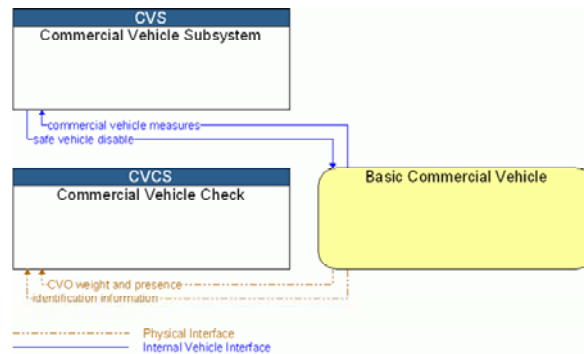 CVS
Commercial Vehicle Subsystem
commercial vehicle measures
safe vehicle disable
CVCS
Commercial Vehicle Check
Basic Commercial Vehicle
CVO weight and presence
identification information
Physical Interface
Internal Vehicle Interface